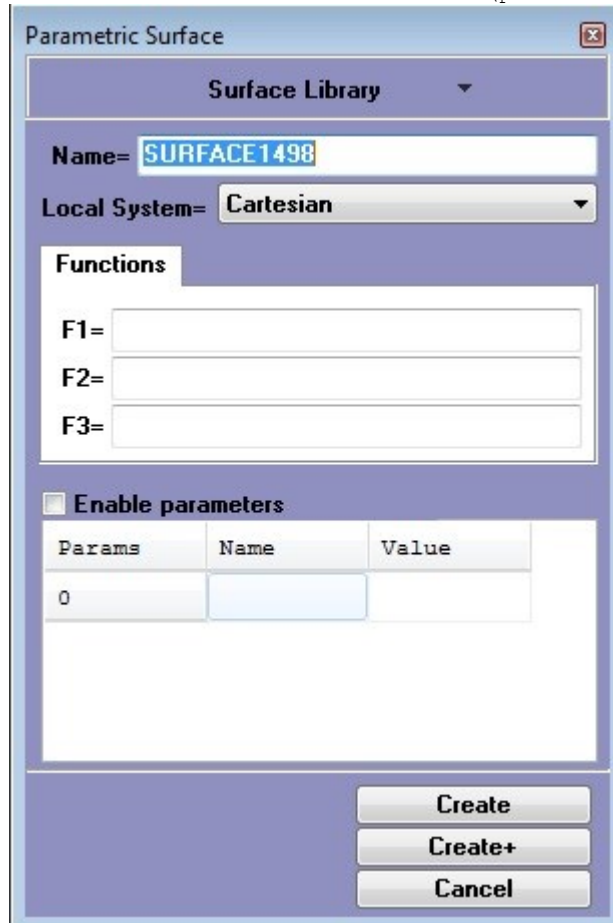 Parametric Surface
Surface Library
Name= SURFACE1498
Local System= Cartesian
Functions
F1=
F2=
F3=
Enable parameters
Params Name Value
0
Create
Create+
Cancel